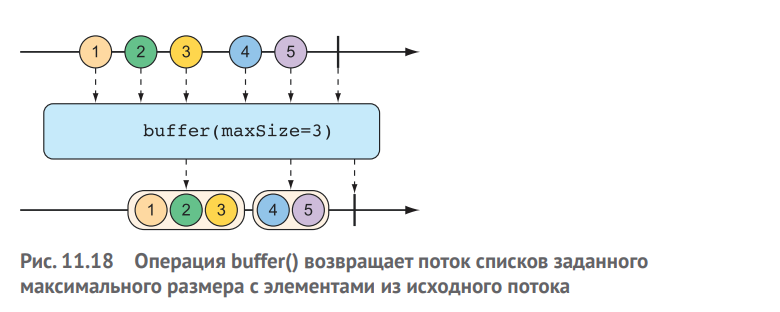 1 2 3 4 5
buffer(maxSize=3)
1 2 3 4 5
Рис. 11.18 Операция buffer() возвращает поток списков заданного
максимального размера с элементами из исходного потока